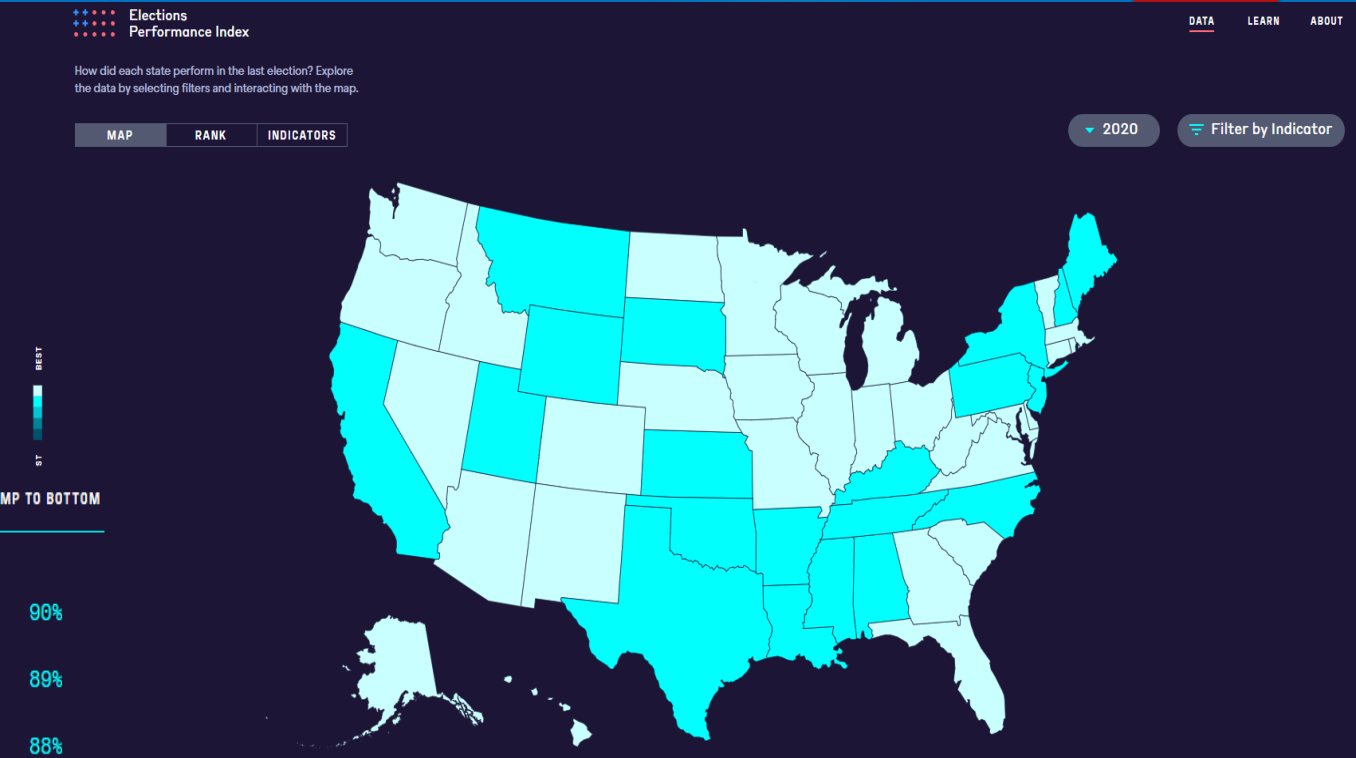 Elections
Performance Index
DATA
LEARN
ABOUT
How did each state perform in the last election? Explore
the data by selecting filters and interacting with the map.
MAP
RANK
INDICATORS
2020
Filter by Indicator
BEST
ST
MP TO BOTTOM
90%
89%
88%